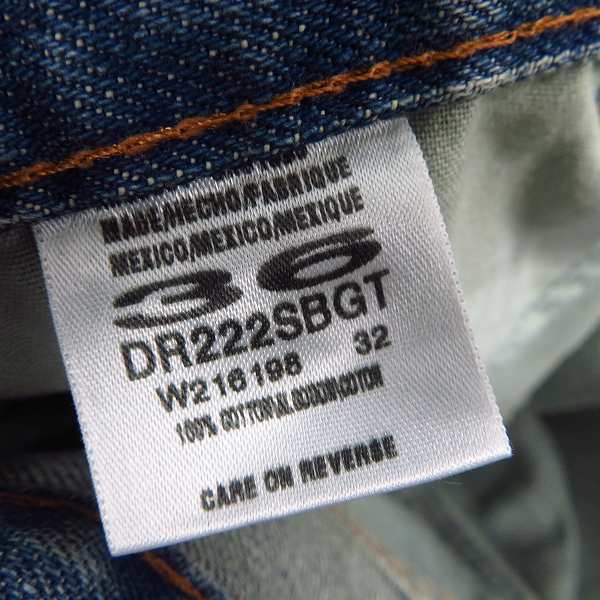 MADE/HECHO/FABRIQUE
MEXICO/MEXICO/MEXIQUE
36
DR222SBGT
W216198 32
100% COTTON/ALGODON/COTON
CARE ON REVERSE